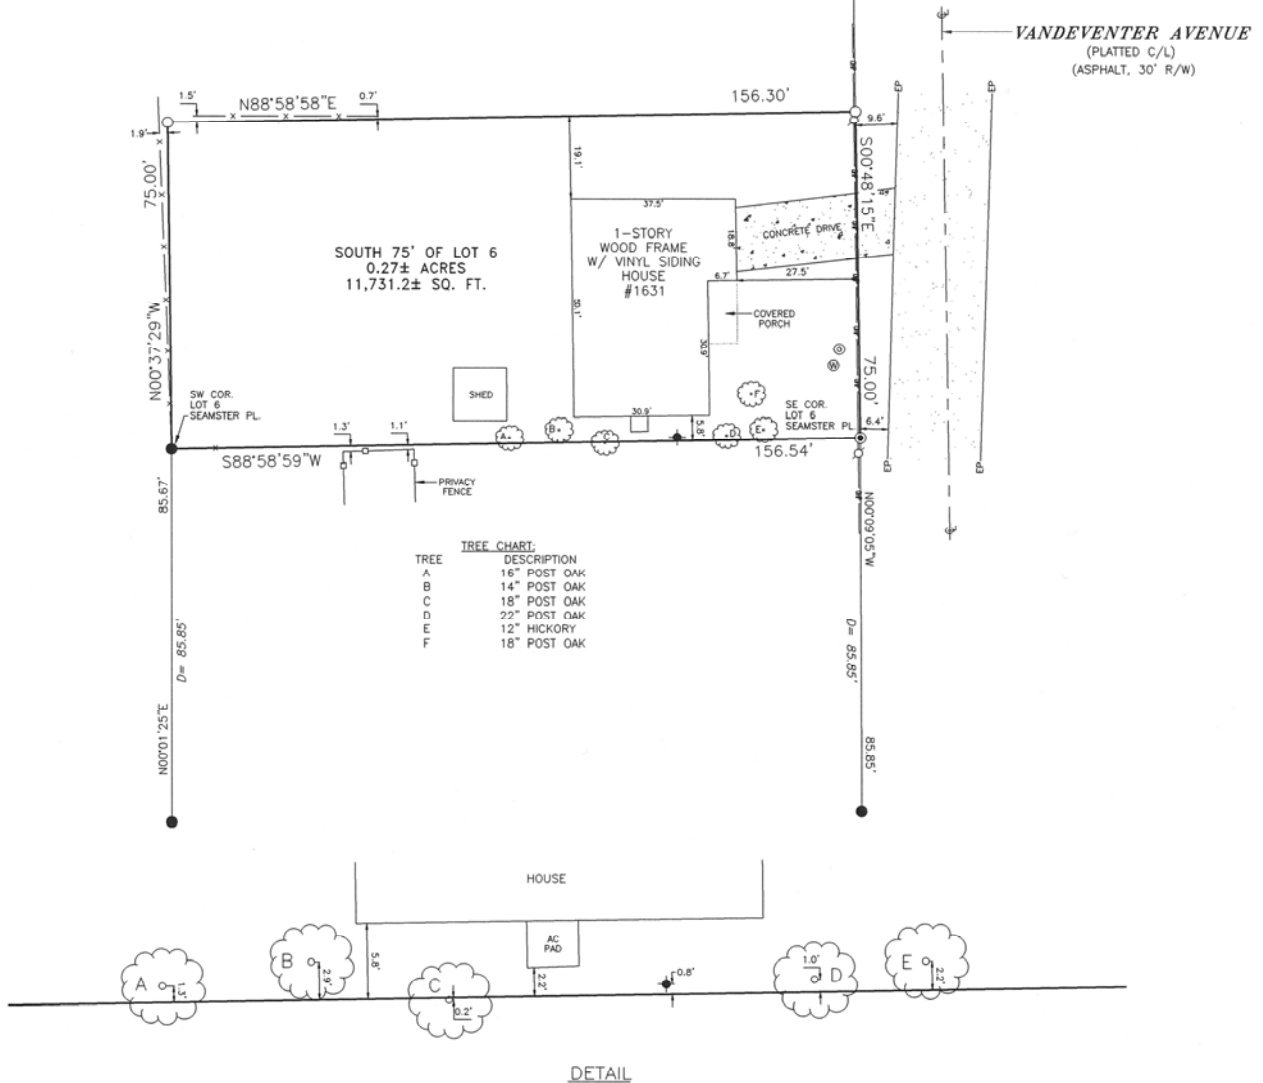 VANDEVENTER AVENUE
(PLATTED C/L)
(ASPHALT, 30' R/W)
1.5'
N88°58'58"E
0.7'
156.30'
EP
EP
1.9'
9.6'
75.00'
19.1'
S00°48'15"E
37.5'
1-STORY
WOOD FRAME
W/ VINYL SIDING
HOUSE
#1631
18.8'
CONCRETE DRIVE
SOUTH 75' OF LOT 6
0.27± ACRES
11,731.2± SQ. FT.
6.7'
27.5'
COVERED
PORCH
N00°37'29"W
30.9'
W
75.00'
SHED
F
SW COR.
LOT 6
SEAMSTER PL.
SE COR.
LOT 6
SEAMSTER PL.
30.9'
5.8'
6.4'
1.3'
1.1'
A
B
C
D
E
S88°58'59"W
156.54'
EP
EP
PRIVACY
FENCE
85.67'
N00°09'05"W
TREE CHART:
TREE DESCRIPTION
A 16" POST OAK
B 14" POST OAK
C 18" POST OAK
D 22" POST OAK
E 12" HICKORY
F 18" POST OAK
D= 85.85'
D= 85.85'
N00°01'25"E
85.85'
HOUSE
AC
PAD
A
1.3'
B
2.9'
5.8'
C
0.2'
2.2'
0.8'
1.0'
D
E
2.2'
DETAIL